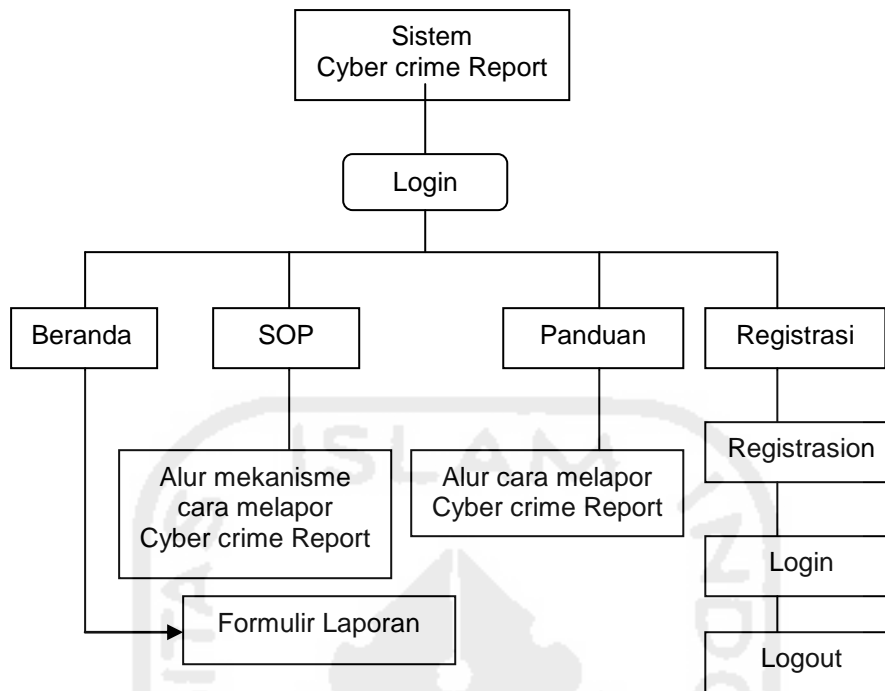 Sistem
Cyber crime Report
Login
Beranda
SOP
Panduan
Registrasi
Registrasion
Alur mekanisme
cara melapor
Cyber crime Report
Alur cara melapor
Cyber crime Report
Login
Formulir Laporan
Logout
ISLAM